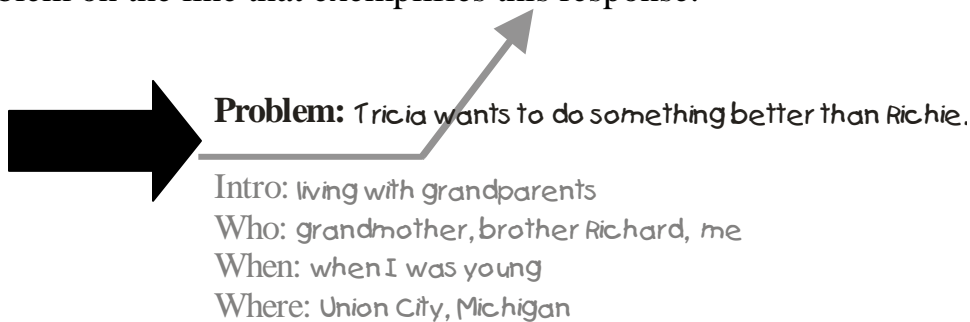 Problem: Tricia wants to do something better than Richie.
Intro: living with grandparents
Who: grandmother, brother Richard, me
When: when I was young
Where: Union City, Michigan